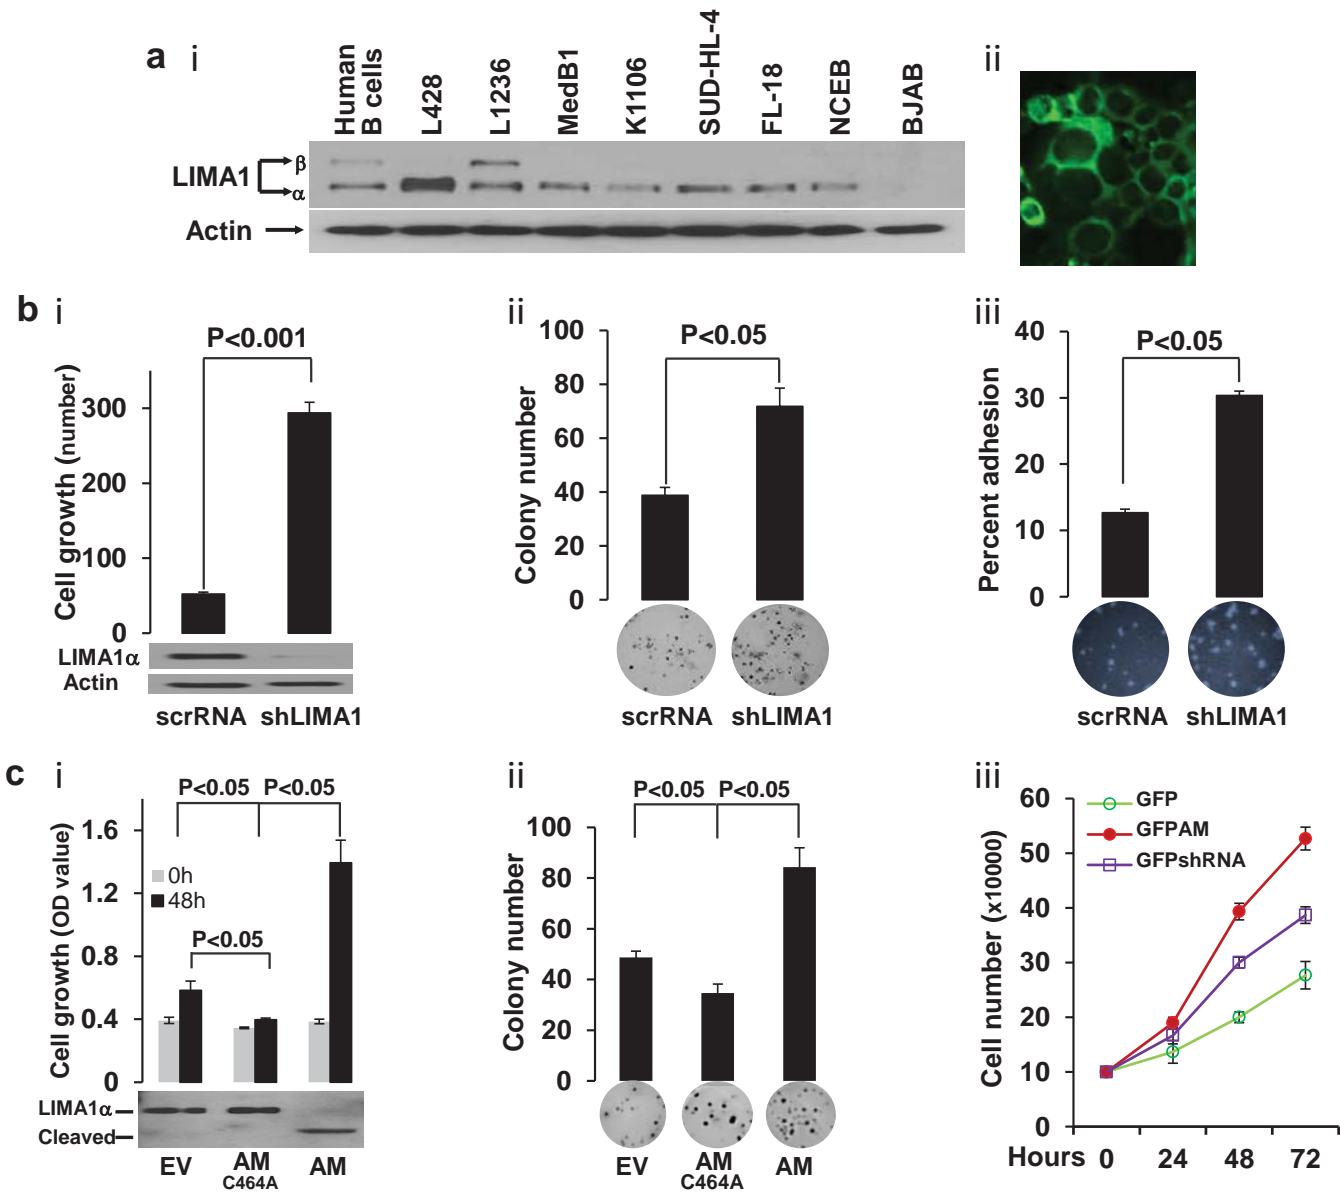 a i
Human
B cells
L428
L1236
MedB1
K1106
SUD-HL-4
FL-18
NCEB
BJAB
ii
LIMA1
β
α
Actin
b i
P<0.001
Cell growth (number)
300
200
100
0
LIMA1α
Actin
scrRNA shLIMA1
ii
P<0.05
Colony number
100
80
60
40
20
0
scrRNA shLIMA1
iii
P<0.05
Percent adhesion
40
30
20
10
0
scrRNA shLIMA1
c i
P<0.05 P<0.05
Cell growth (OD value)
1.6
1.2
0.8
0.4
0
0h
48h
P<0.05
LIMA1α
Cleaved
EV AM AM
C464A
ii
P<0.05 P<0.05
Colony number
100
80
60
40
20
0
EV AM AM
C464A
iii
Cell number (x10000)
60
50
40
30
20
10
0
GFP
GFPAM
GFPshRNA
Hours 0 24 48 72